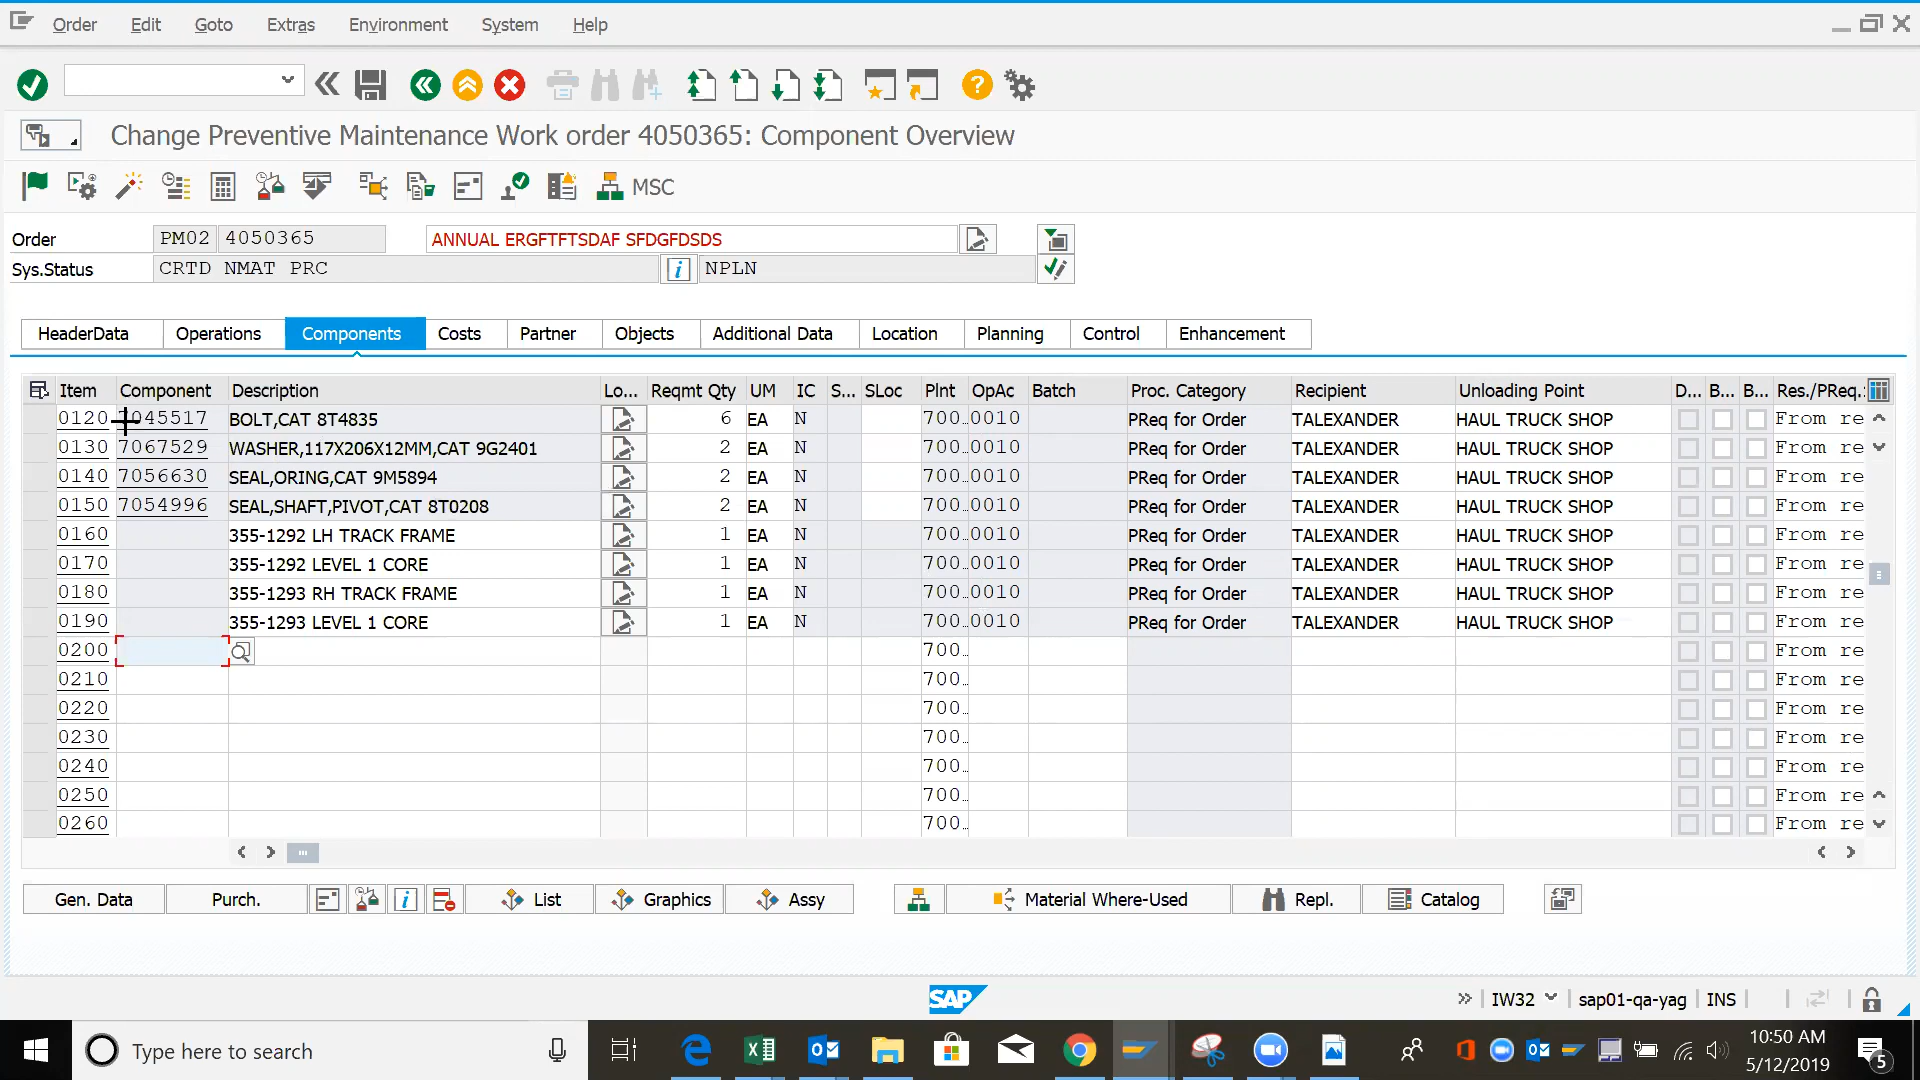 Order Edit Goto Extras Environment System Help
Change Preventive Maintenance Work order 4050365: Component Overview
MSC
Order PM02 4050365 ANNUAL ERGFTFTSDAF SFDGFDSDS
Sys.Status CRTD NMAT PRC NPLN
HeaderData Operations Components Costs Partner Objects Additional Data Location Planning Control Enhancement
Item Component Description Lo... Reqmt Qty UM IC S... SLoc Plnt OpAc Batch Proc. Category Recipient Unloading Point D... B... B... Res./PReq.
0120 045517 BOLT,CAT 8T4835 6 EA N 700.. 0010 PReq for Order TALEXANDER HAUL TRUCK SHOP From re
0130 7067529 WASHER,117X206X12MM,CAT 9G2401 2 EA N 700.. 0010 PReq for Order TALEXANDER HAUL TRUCK SHOP From re
0140 7056630 SEAL,ORING,CAT 9M5894 2 EA N 700.. 0010 PReq for Order TALEXANDER HAUL TRUCK SHOP From re
0150 7054996 SEAL,SHAFT,PIVOT,CAT 8T0208 2 EA N 700.. 0010 PReq for Order TALEXANDER HAUL TRUCK SHOP From re
0160 355-1292 LH TRACK FRAME 1 EA N 700.. 0010 PReq for Order TALEXANDER HAUL TRUCK SHOP From re
0170 355-1292 LEVEL 1 CORE 1 EA N 700.. 0010 PReq for Order TALEXANDER HAUL TRUCK SHOP From re
0180 355-1293 RH TRACK FRAME 1 EA N 700.. 0010 PReq for Order TALEXANDER HAUL TRUCK SHOP From re
0190 355-1293 LEVEL 1 CORE 1 EA N 700.. 0010 PReq for Order TALEXANDER HAUL TRUCK SHOP From re
0200 700.. From re
0210 700.. From re
0220 700.. From re
0230 700.. From re
0240 700.. From re
0250 700.. From re
0260 700.. From re
Gen. Data Purch. List Graphics Assy Material Where-Used Repl. Catalog
SAP IW32 sap01-qa-yag INS
Type here to search
10:50 AM
5/12/2019
5